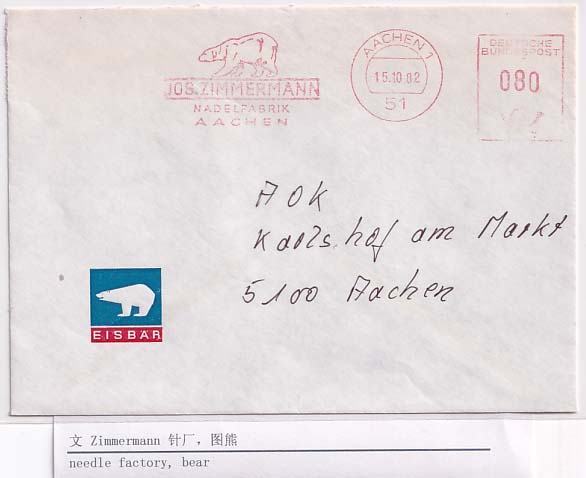 JOS.ZIMMERMANN
NADELFABRIK
AACHEN
AACHEN 1
15.10.82
51
DEUTSCHE
BUNDESPOST
080
AOK
Karlshof am Markt
5100 Aachen
EISBÄR
文 Zimmermann 针厂，图熊
needle factory, bear